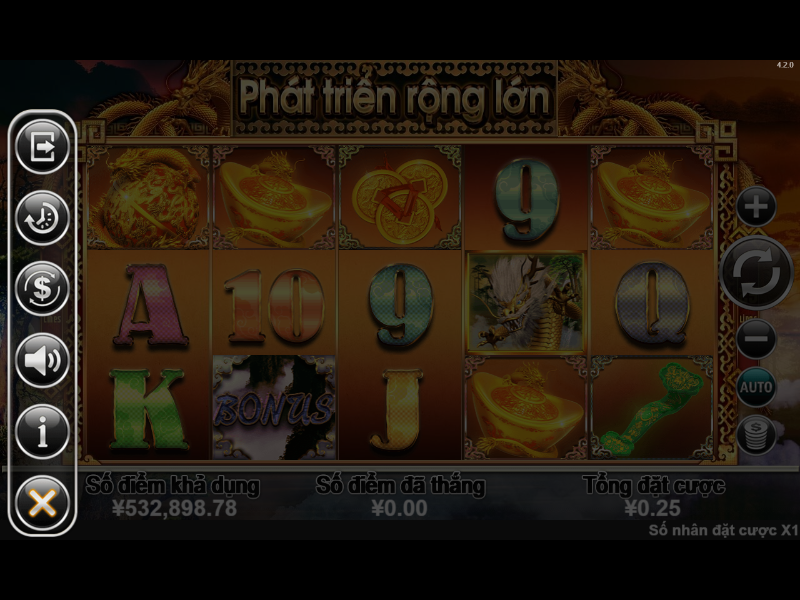 4.2.0
Phát triển rộng lớn
9
A 10 9 Q
K BONUS J
AUTO
Số điểm khả dụng Số điểm đã thắng Tổng đặt cược
¥532,898.78 ¥0.00 ¥0.25
Số nhân đặt cược X1